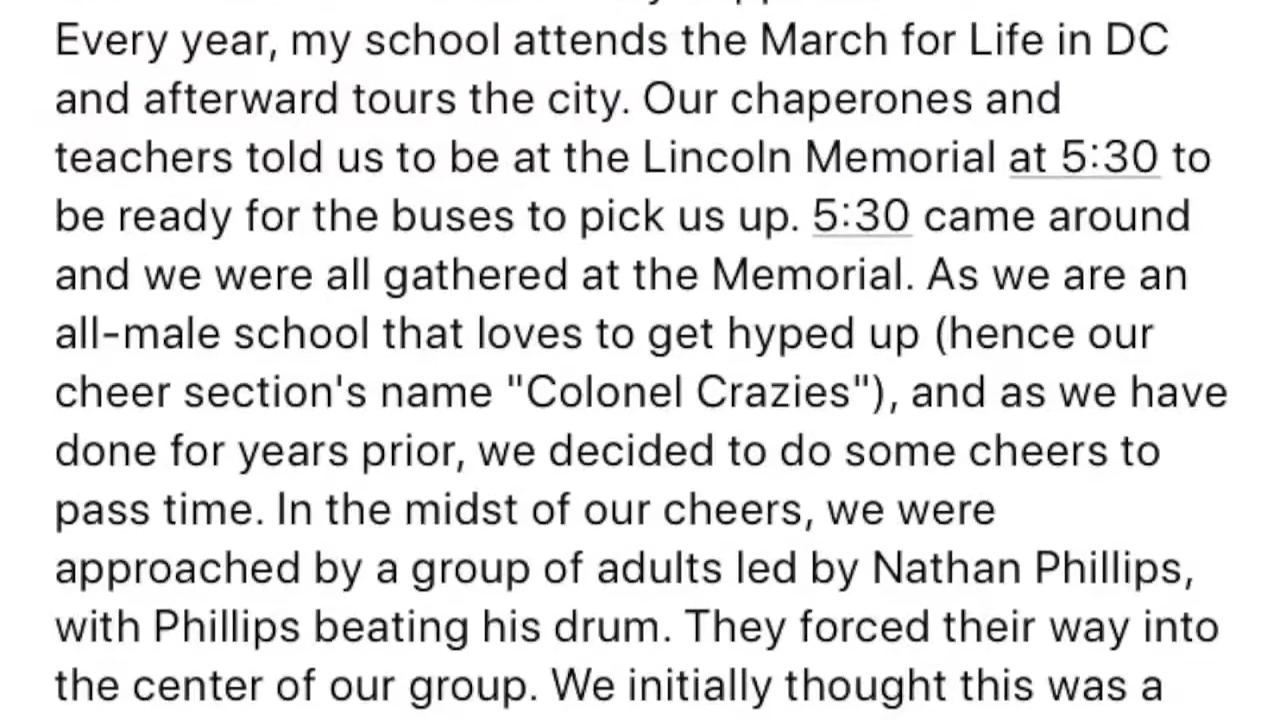 Every year, my school attends the March for Life in DC
and afterward tours the city. Our chaperones and
teachers told us to be at the Lincoln Memorial at 5:30 to
be ready for the buses to pick us up. 5:30 came around
and we were all gathered at the Memorial. As we are an
all-male school that loves to get hyped up (hence our
cheer section's name "Colonel Crazies"), and as we have
done for years prior, we decided to do some cheers to
pass time. In the midst of our cheers, we were
approached by a group of adults led by Nathan Phillips,
with Phillips beating his drum. They forced their way into
the center of our group. We initially thought this was a